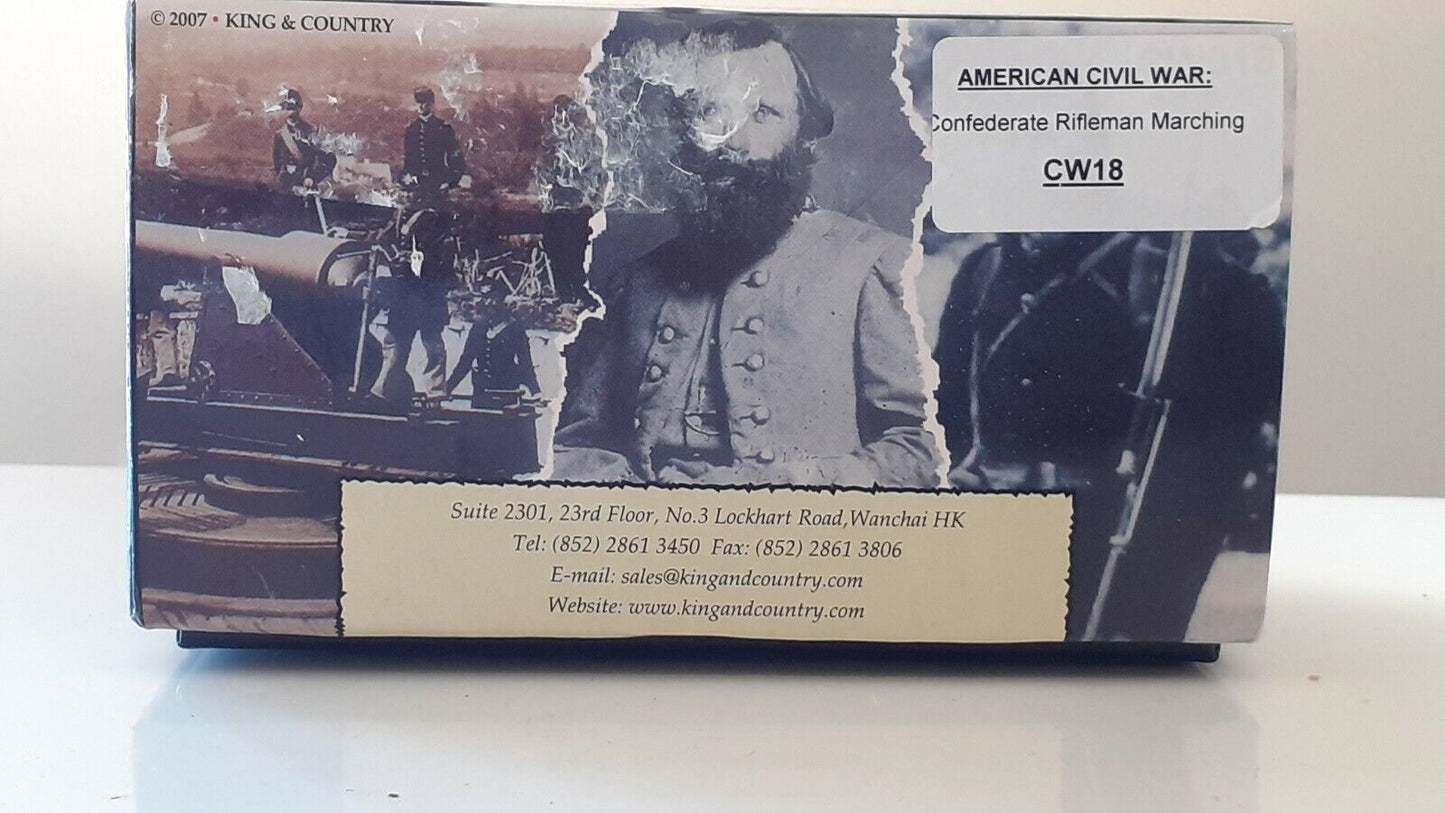 © 2007 • KING & COUNTRY
AMERICAN CIVIL WAR:
Confederate Rifleman Marching
CW18
Suite 2301, 23rd Floor, No.3 Lockhart Road,Wanchai HK
Tel: (852) 2861 3450 Fax: (852) 2861 3806
E-mail: sales@kingandcountry.com
Website: www.kingandcountry.com